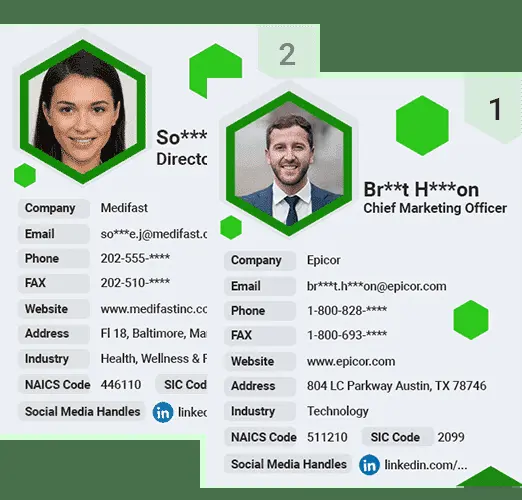 2
So***
Company Medifast
Email so***e.j@medifast.c
Phone 202-555-****
FAX 202-510-****
Website www.medifastinc.co
Address Fl 18, Baltimore, Ma
Industry Health, Wellness & F
NAICS Code 446110 SIC Cod
Social Media Handles in linked
1
Br**t H***on
Chief Marketing Officer
Company Epicor
Email br***t.h***on@epicor.com
Phone 1-800-828-****
FAX 1-800-693-****
Website www.epicor.com
Address 804 LC Parkway Austin, TX 78746
Industry Technology
NAICS Code 511210 SIC Code 2099
Social Media Handles in linkedin.com/...